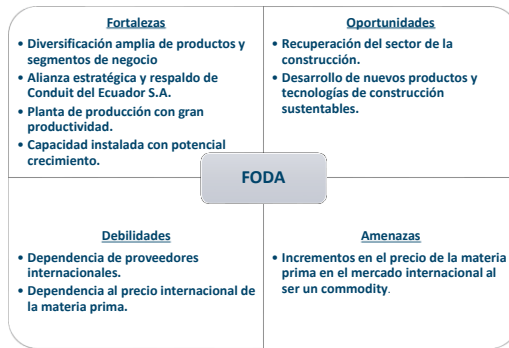 Fortalezas
• Diversificación amplia de productos y
segmentos de negocio
• Alianza estratégica y respaldo de
Conduit del Ecuador S.A.
• Planta de producción con gran
productividad.
• Capacidad instalada con potencial
crecimiento.
Oportunidades
• Recuperación del sector de la
construcción.
• Desarrollo de nuevos productos y
tecnologías de construcción
sustentables.
FODA
Debilidades
• Dependencia de proveedores
internacionales.
• Dependencia al precio internacional de
la materia prima.
Amenazas
• Incrementos en el precio de la materia
prima en el mercado internacional al
ser un commodity.